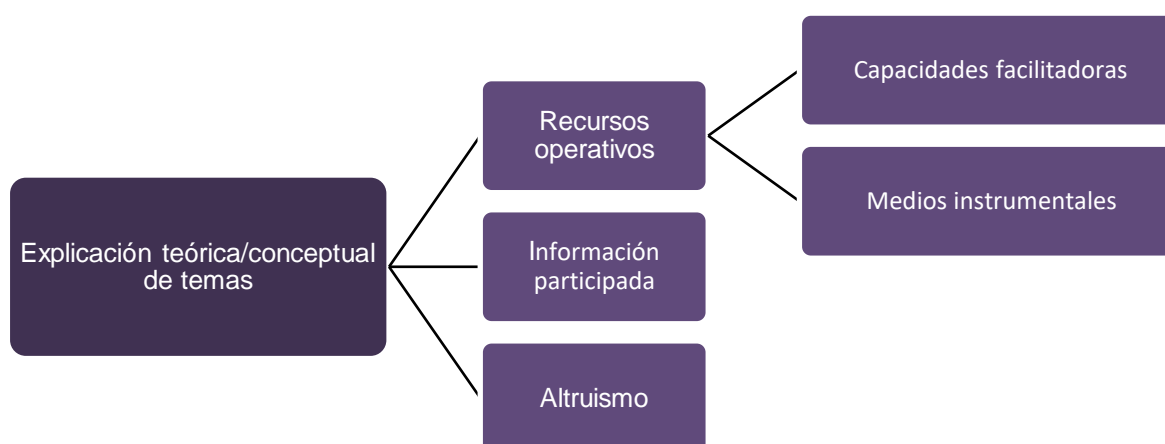 Explicación teórica/conceptual
de temas
Recursos
operativos
Información
participada
Altruismo
Capacidades facilitadoras
Medios instrumentales